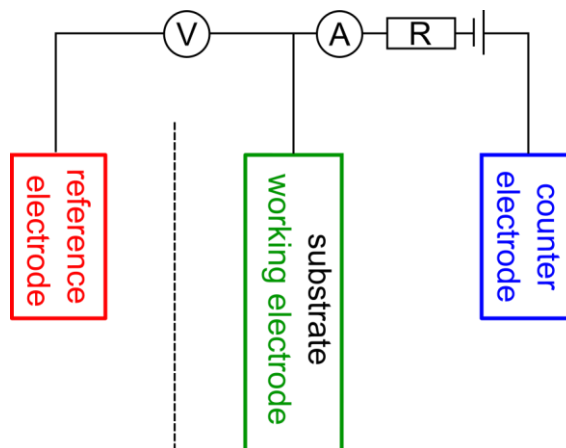 V
A
R
reference
electrode
substrate
working electrode
counter
electrode